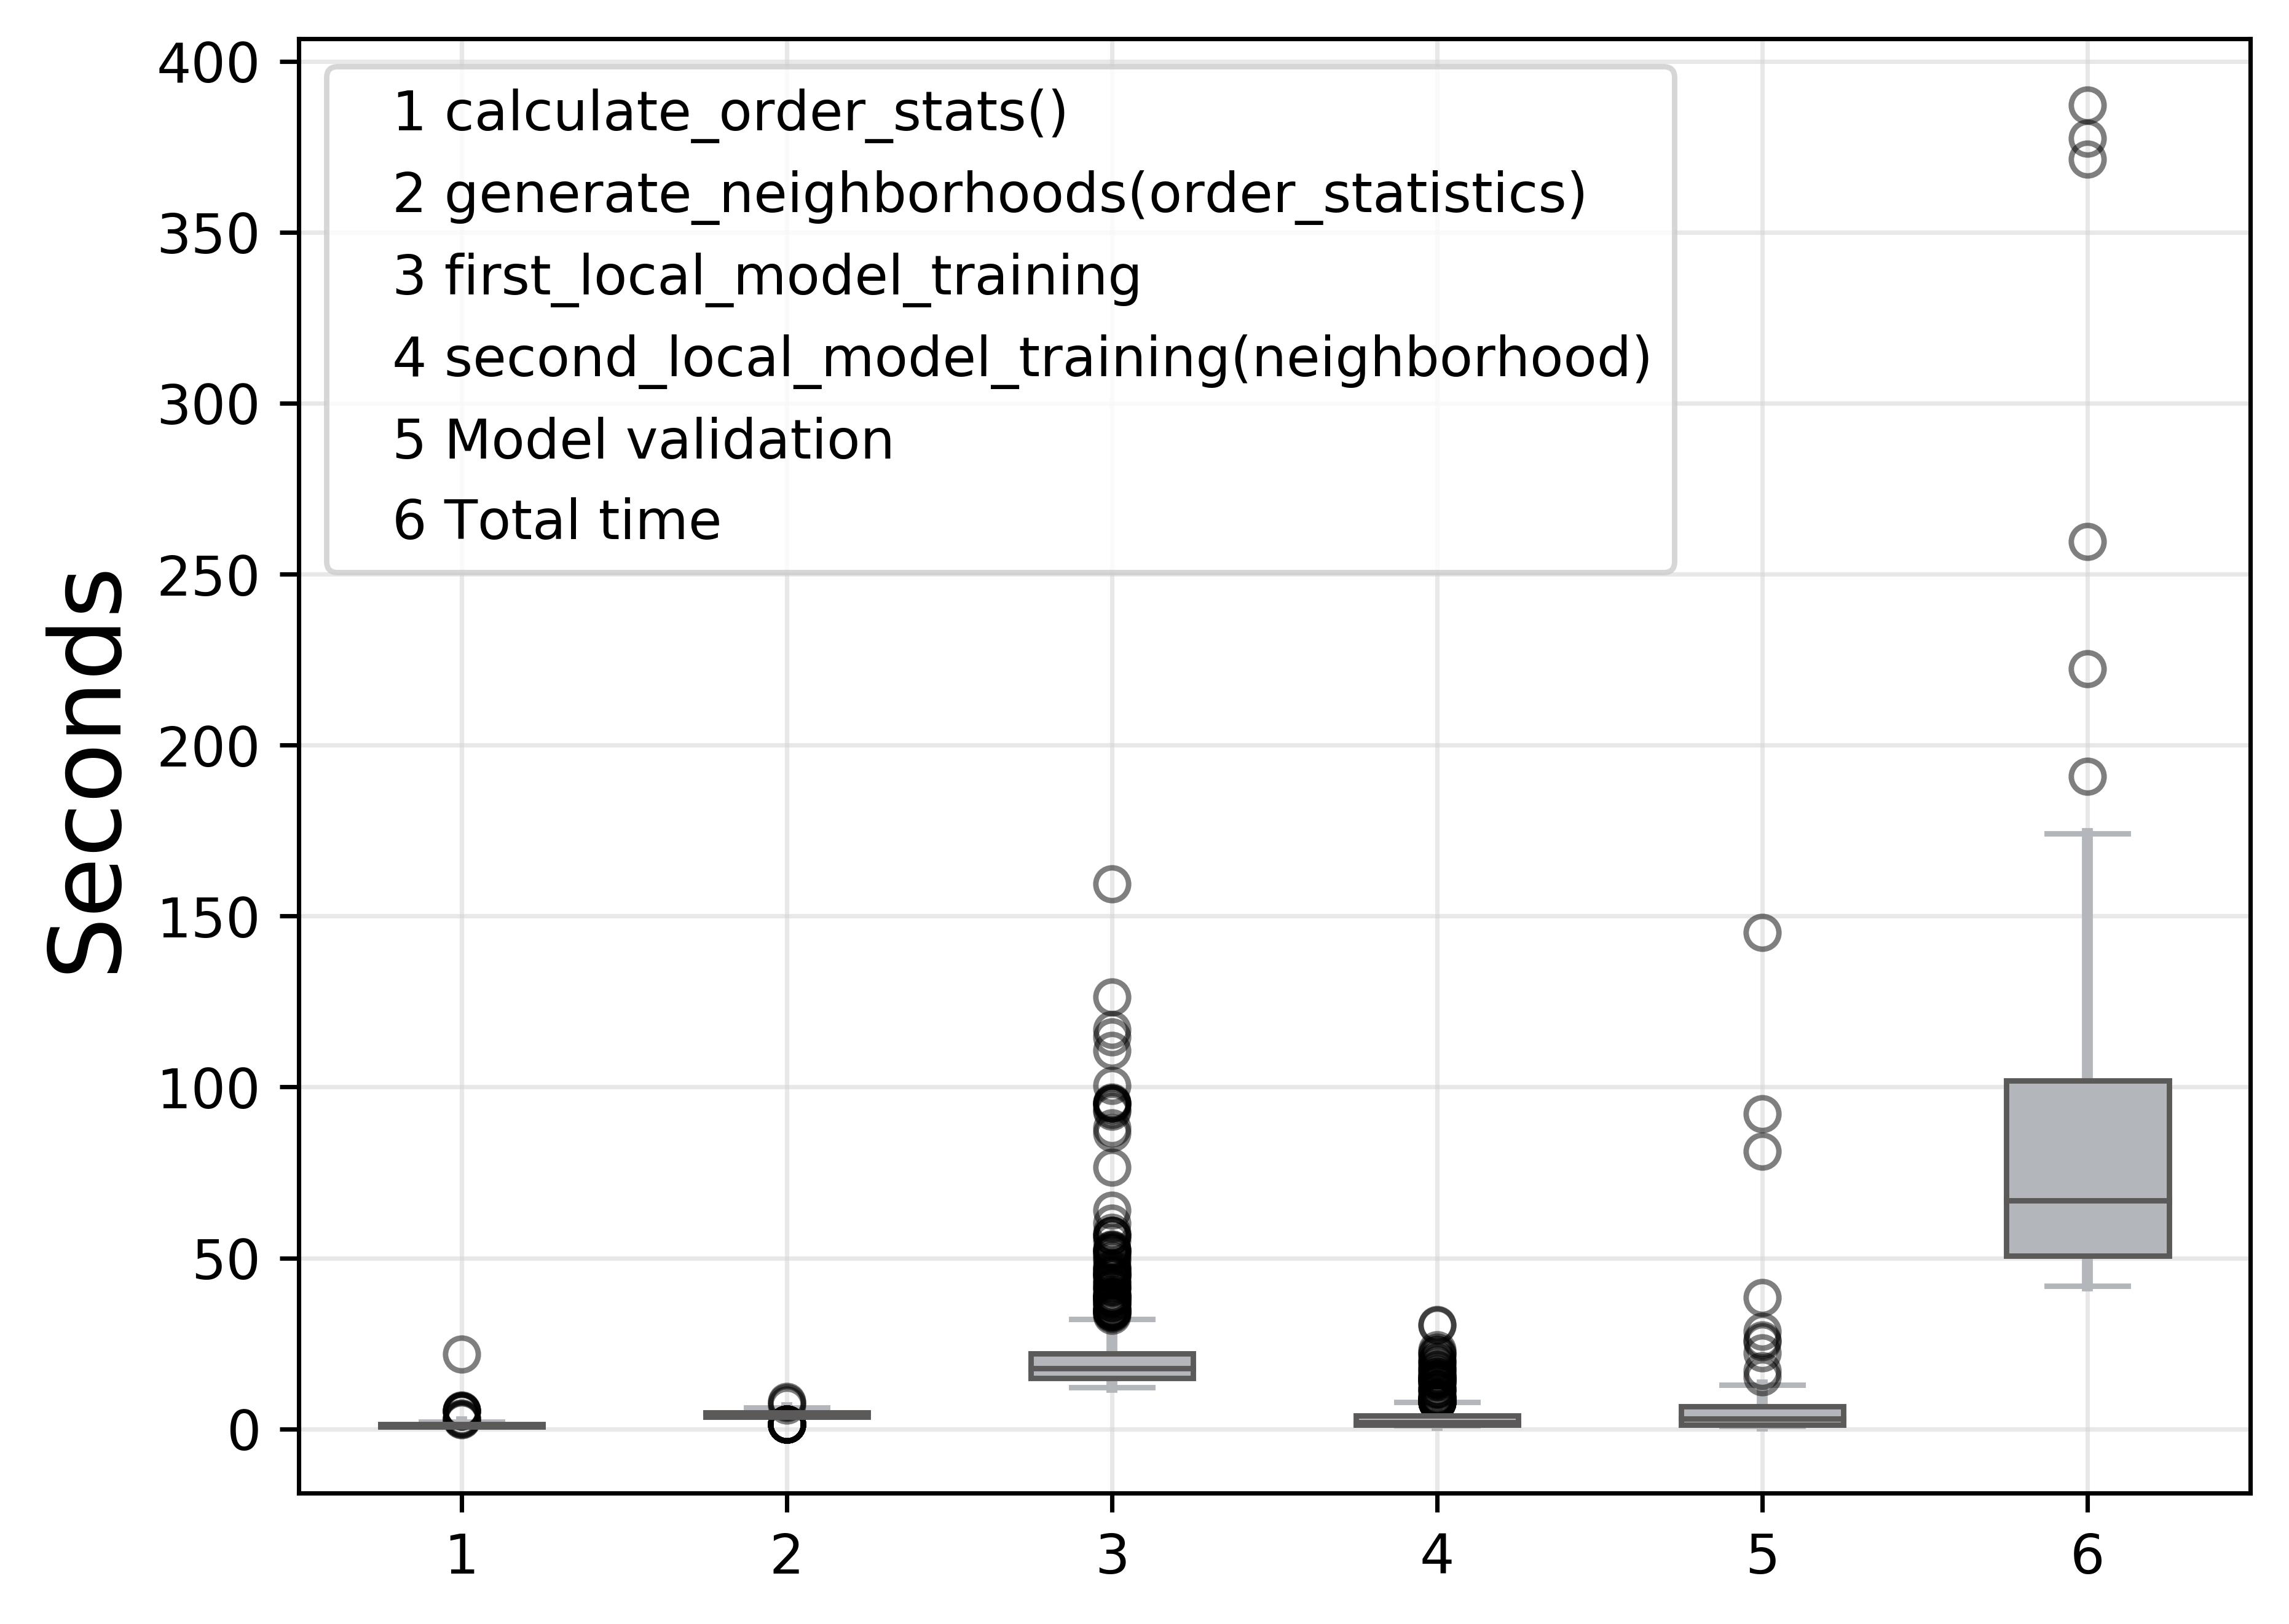 400
350
300
250
200
150
100
50
0
Seconds
1 calculate_order_stats()
2 generate_neighborhoods(order_statistics)
3 first_local_model_training
4 second_local_model_training(neighborhood)
5 Model validation
6 Total time
1 2 3 4 5 6